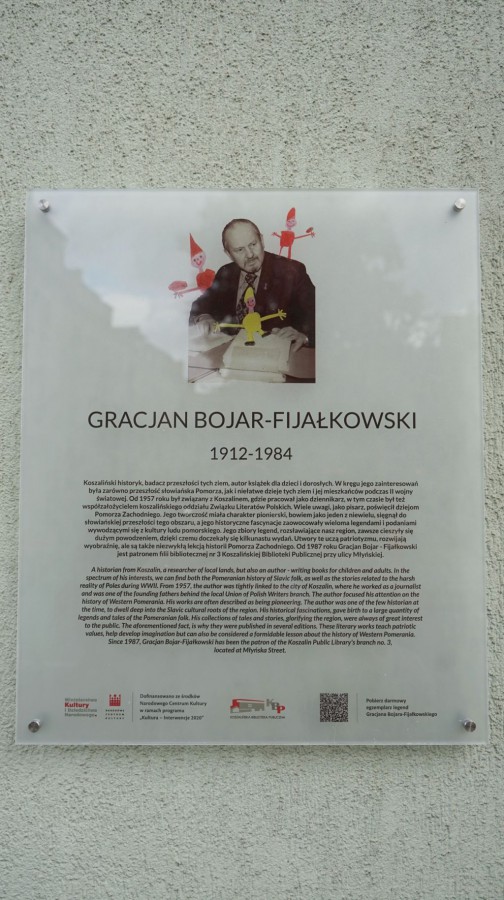 GRACJAN BOJAR-FIJAŁKOWSKI
1912-1984
Koszaliński historyk, badacz przeszłości tych ziem, autor książek dla dzieci i dorosłych. W kręgu jego zainteresowań
była zarówno przeszłość słowiańska Pomorza, jak i niełatwe dzieje tych ziem i jej mieszkańców podczas II wojny
światowej. Od 1957 roku był związany z Koszalinem, gdzie pracował jako dziennikarz, w tym czasie był też
współzałożycielem koszalińskiego oddziału Związku Literatów Polskich. Wiele uwagi, jako pisarz, poświęcił dziejom
Pomorza Zachodniego. Jego twórczość miała charakter pionierski, bowiem jako jeden z niewielu, sięgnął do
słowiańskiej przeszłości tego obszaru, a jego historyczne fascynacje zaowocowały wieloma legendami i podaniami
wywodzącymi się z kultury ludu pomorskiego. Jego zbiory legend, rozsławiające nasz region, zawsze cieszyły się
dużym powodzeniem, dzięki czemu doczekały się kilkunastu wydań. Utwory te uczą patriotyzmu, rozwijają
wyobraźnię, ale są także niezwykłą lekcją historii Pomorza Zachodniego. Od 1987 roku Gracjan Bojar - Fijałkowski
jest patronem filii bibliotecznej nr 3 Koszalińskiej Biblioteki Publicznej przy ulicy Młyńskiej.
A historian from Koszalin, a researcher of local lands, but also an author - writing books for children and adults. In the
spectrum of his interests, we can find both the Pomeranian history of Slavic folk, as well as the stories related to the harsh
reality of Poles during WWII. From 1957, the author was tightly linked to the city of Koszalin, where he worked as a journalist
and was one of the founding fathers behind the local Union of Polish Writers branch. The author focused his attention on the
history of Western Pomerania. His works are often described as being pioneering. The author was one of the few historian at
the time, to dwell deep into the Slavic cultural roots of the region. His historical fascinations, gave birth to a large quantity of
legends and tales of the Pomeranian folk. His collections of tales and stories, glorifying the region, were always of great interest
to the public. The aforementioned fact, is why they were published in several editions. These literary works teach patriotic
values, help develop imagination but can also be considered a formidable lesson about the history of Western Pomerania.
Since 1987, Gracjan Bojar-Fijałkowski has been the patron of the Koszalin Public Library's branch no. 3,
located at Młyńska Street.
Ministerstwo
Kultury
i Dziedzictwa
Narodowego
NARODOWE
CENTRUM
KULTURY
Dofinansowano ze środków
Narodowego Centrum Kultury
w ramach programu
„Kultura – Interwencje 2020"
KBP
KOSZALIŃSKA BIBLIOTEKA PUBLICZNA
Pobierz darmowy
egzemplarz legend
Gracjana Bojara-Fijałkowskiego